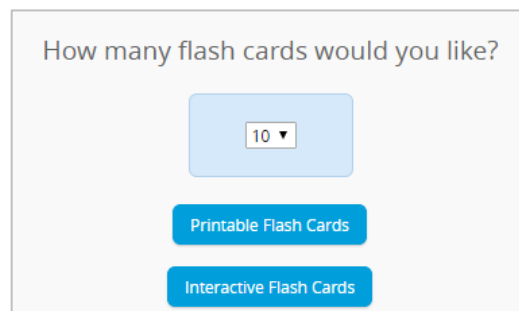 How many flash cards would you like?
10
Printable Flash Cards
Interactive Flash Cards